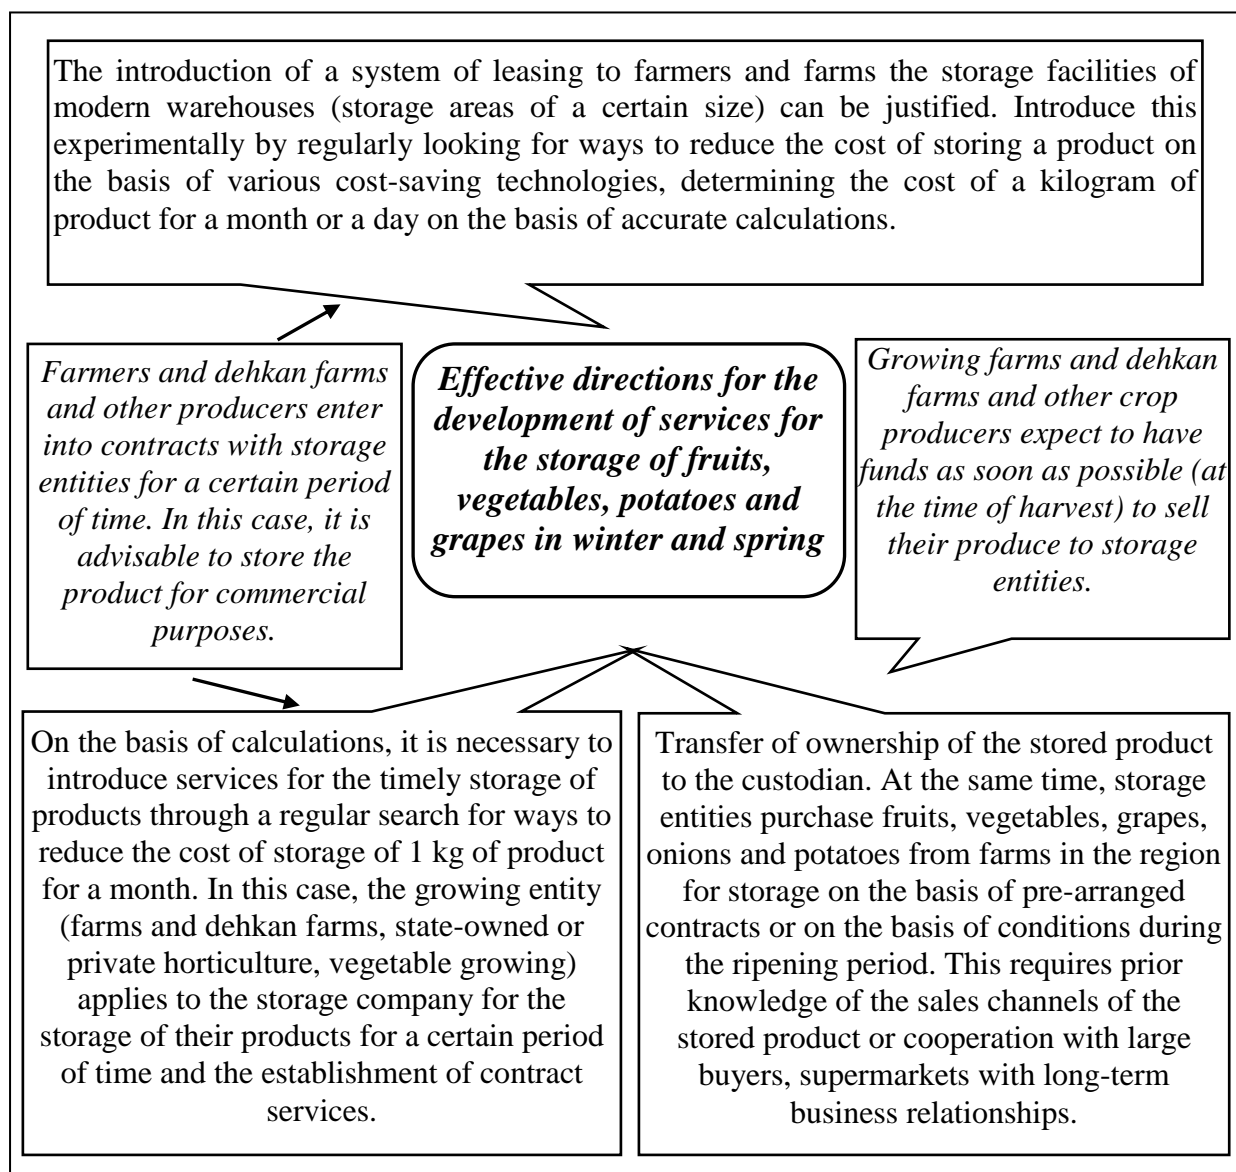 The introduction of a system of leasing to farmers and farms the storage facilities of
modern warehouses (storage areas of a certain size) can be justified. Introduce this
experimentally by regularly looking for ways to reduce the cost of storing a product on
the basis of various cost-saving technologies, determining the cost of a kilogram of
product for a month or a day on the basis of accurate calculations.
Farmers and dehkan farms
and other producers enter
into contracts with storage
entities for a certain period
of time. In this case, it is
advisable to store the
product for commercial
purposes.
Effective directions for the
development of services for
the storage of fruits,
vegetables, potatoes and
grapes in winter and spring
Growing farms and dehkan
farms and other crop
producers expect to have
funds as soon as possible (at
the time of harvest) to sell
their produce to storage
entities.
On the basis of calculations, it is necessary to
introduce services for the timely storage of
products through a regular search for ways to
reduce the cost of storage of 1 kg of product
for a month. In this case, the growing entity
(farms and dehkan farms, state-owned or
private horticulture, vegetable growing)
applies to the storage company for the
storage of their products for a certain period
of time and the establishment of contract
services.
Transfer of ownership of the stored product
to the custodian. At the same time, storage
entities purchase fruits, vegetables, grapes,
onions and potatoes from farms in the region
for storage on the basis of pre-arranged
contracts or on the basis of conditions during
the ripening period. This requires prior
knowledge of the sales channels of the
stored product or cooperation with large
buyers, supermarkets with long-term
business relationships.